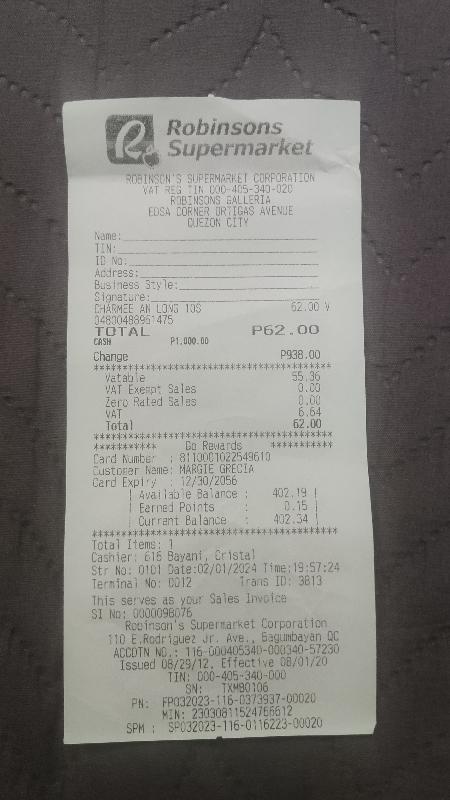 Robinsons
Supermarket
ROBINSON'S SUPERMARKET CORPORATION
VAT REG TIN 000-405-340-020
ROBINSONS GALLERIA
EDSA CORNER ORTIGAS AVENUE
QUEZON CITY
Name:
TIN:
ID No:
Address:
Business Style:
Signature:
CHARMEE AN LONG 10S 62.00 V
04800488961475
TOTAL P62.00
CASH P1,000.00
Change P938.00
Vatable 55.36
VAT Exempt Sales 0.00
Zero Rated Sales 0.00
VAT 6.64
Total 62.00
*********** Go Rewards ***********
Card Number : 8110001022549610
Customer Name: MARGIE GRECIA
Card Expiry : 12/30/2056
| Available Balance : 402.19 |
| Earned Points : 0.15 |
| Current Balance : 402.34 |
Total Items: 1
Cashier: 616 Bayani, Cristal
Str No: 0101 Date:02/01/2024 Time:19:57:24
Terminal No: 0012 Trans ID: 3813
This serves as your Sales Invoice
SI No: 0000098076
Robinson's Supermarket Corporation
110 E.Rodriguez Jr. Ave., Bagumbayan QC
ACCDTN NO.: 116-000405340-000340-57230
Issued 08/29/12, Effective 08/01/20
TIN: 000-405-340-000
SN: TXM80106
PN: FP032023-116-0373937-00020
MIN: 23030811524766612
SPM : SP032023-116-0116223-00020